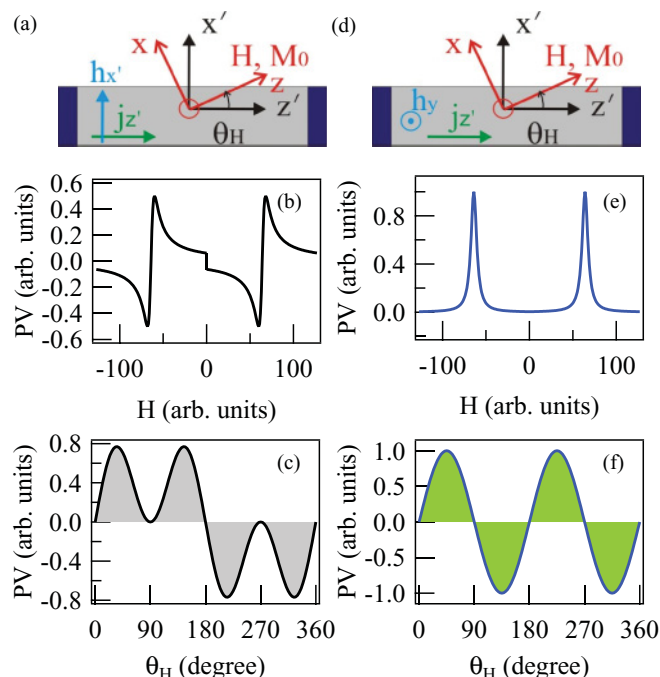 (a)
x′
x
H, M₀
z
z′
hx′
jz′
θH
(d)
x′
x
H, M₀
z
z′
hy
jz′
θH
PV (arb. units)
0.6
0.4
0.2
0.0
-0.2
-0.4
-0.6
(b)
-100
0
100
H (arb. units)
PV (arb. units)
0.8
0.4
0.0
(e)
-100
0
100
H (arb. units)
PV (arb. units)
0.8
0.4
0.0
-0.4
-0.8
(c)
0
90
180
270
360
θH (degree)
PV (arb. units)
1.0
0.5
0.0
-0.5
-1.0
(f)
0
90
180
270
360
θH (degree)